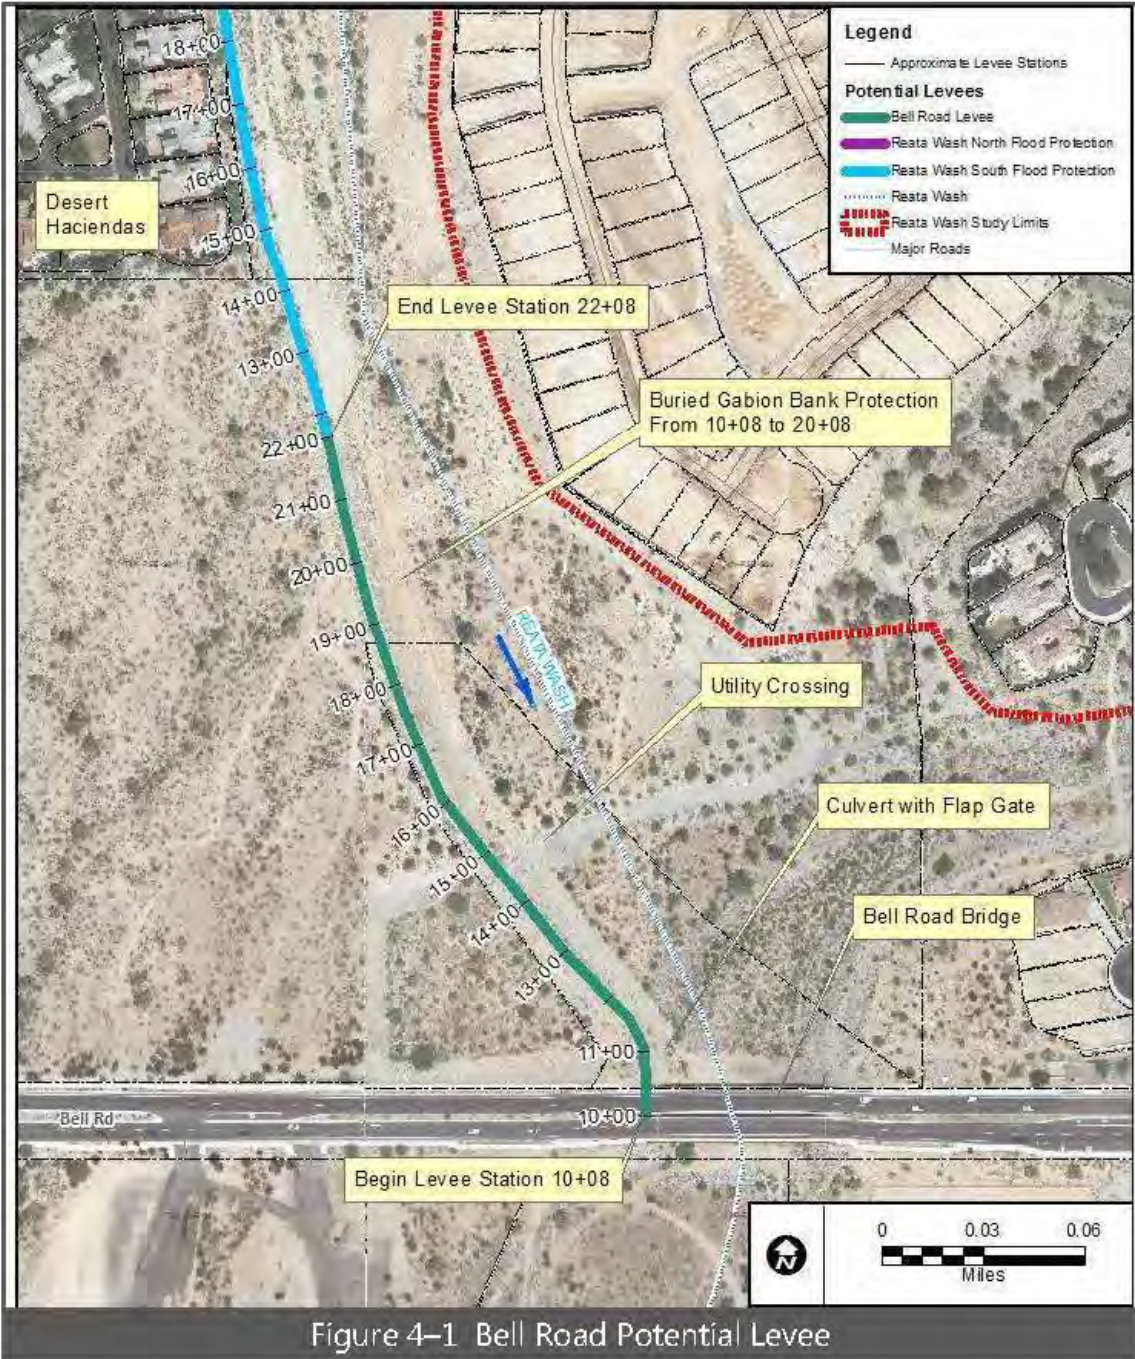 Legend
Approximate Levee Stations
Potential Levees
Bell Road Levee
Reata Wash North Flood Protection
Reata Wash South Flood Protection
Reata Wash
Reata Wash Study Limits
Major Roads
18+00
17+00
16+00
15+00
14+00
13+00
Desert
Haciendas
End Levee Station 22+08
Buried Gabion Bank Protection
From 10+08 to 20+08
22+00
21+00
20+00
19+00
18+00
17+00
16+00
15+00
14+00
13+00
11+00
10+00
REATA WASH
Utility Crossing
Culvert with Flap Gate
Bell Road Bridge
Bell Rd
Begin Levee Station 10+08
N
0 0.03 0.06
Miles
Figure 4–1 Bell Road Potential Levee